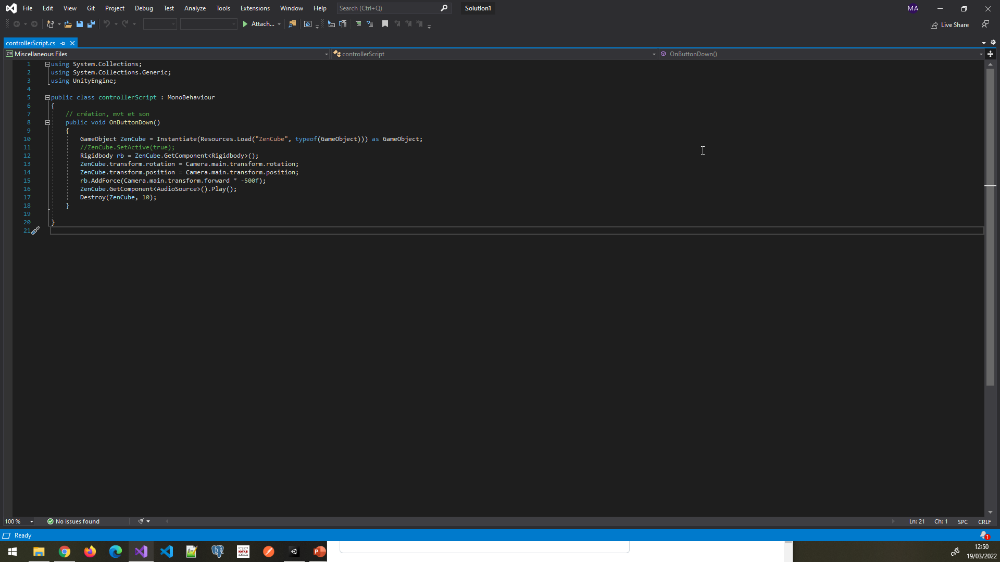 File Edit View Git Project Debug Test Analyze Tools Extensions Window Help Search (Ctrl+Q) Solution1 MA
Attach... Live Share
controllerScript.cs
C# Miscellaneous Files controllerScript OnButtonDown()
1 using System.Collections;
2 using System.Collections.Generic;
3 using UnityEngine;
4
5 public class controllerScript : MonoBehaviour
6 {
7 // création, mvt et son
8 public void OnButtonDown()
9 {
10 GameObject ZenCube = Instantiate(Resources.Load("ZenCube", typeof(GameObject))) as GameObject;
11 //ZenCube.SetActive(true);
12 Rigidbody rb = ZenCube.GetComponent<Rigidbody>();
13 ZenCube.transform.rotation = Camera.main.transform.rotation;
14 ZenCube.transform.position = Camera.main.transform.position;
15 rb.AddForce(Camera.main.transform.forward * -500f);
16 ZenCube.GetComponent<AudioSource>().Play();
17 Destroy(ZenCube, 10);
18 }
19
20 }
21
100 % No issues found Ln: 21 Ch: 1 SPC CRLF
Ready 1
12:50
19/03/2022